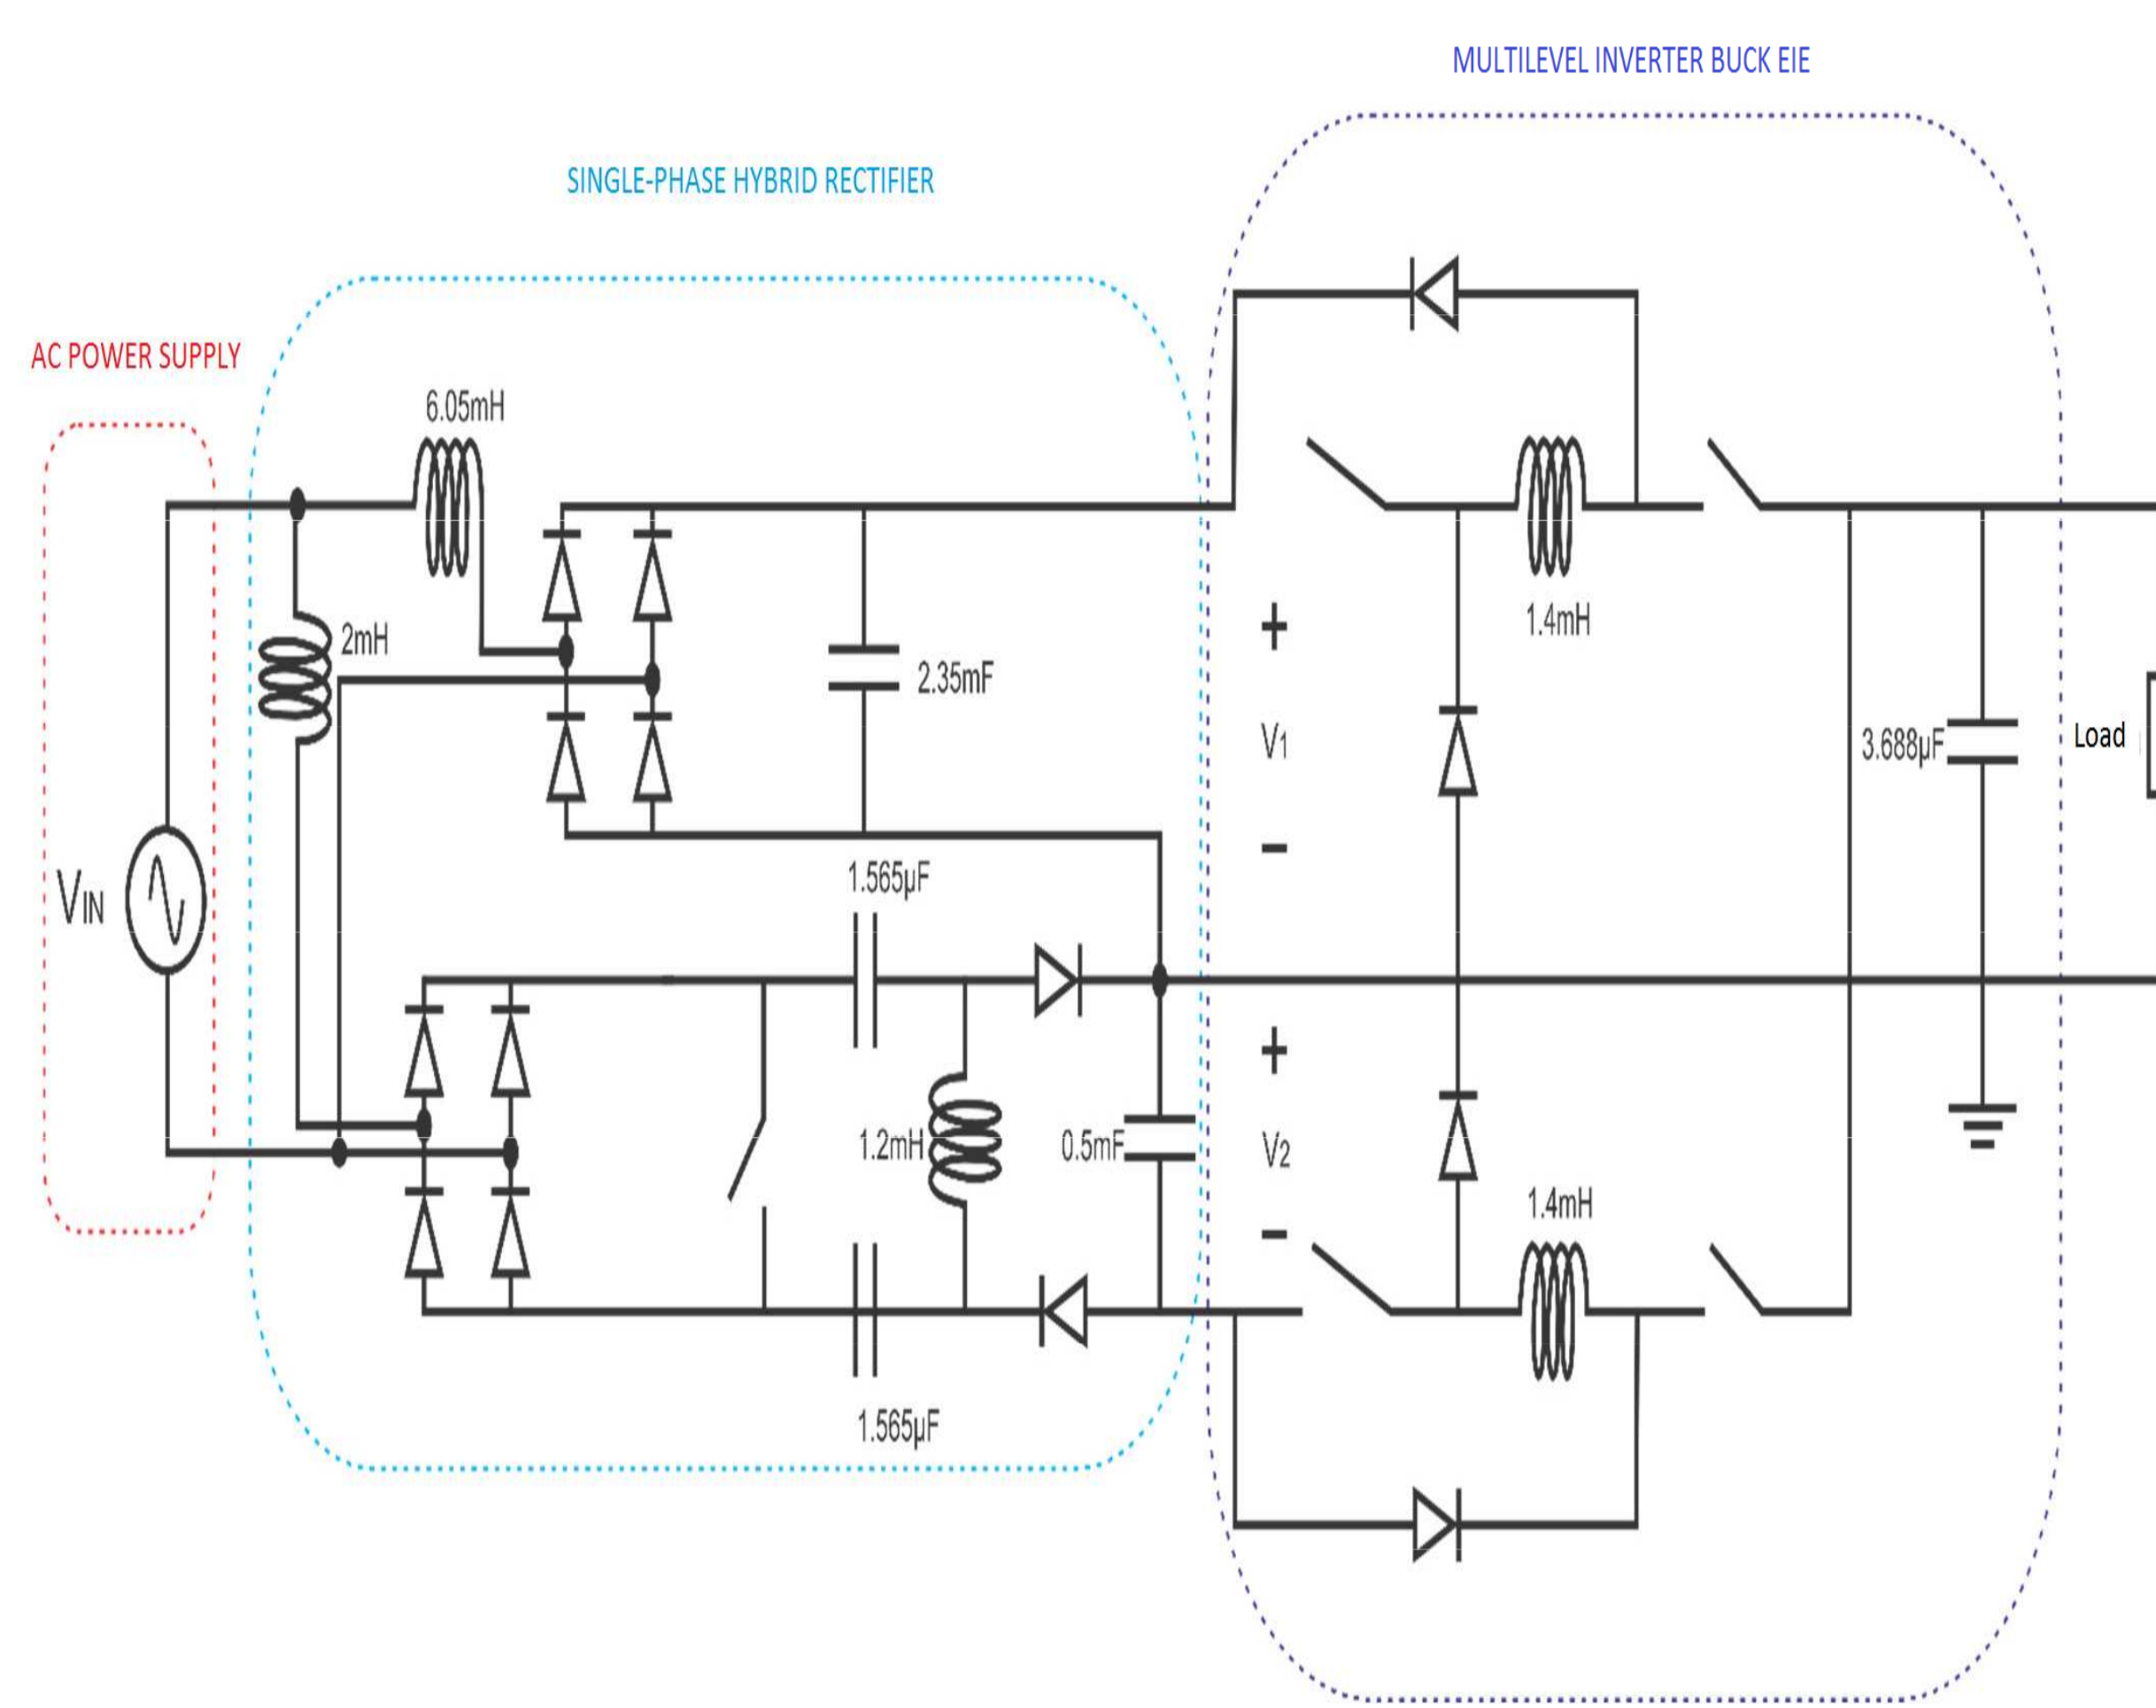 MULTILEVEL INVERTER BUCK EIE
SINGLE-PHASE HYBRID RECTIFIER
AC POWER SUPPLY
6.05mH
2mH
2.35mF
1.4mH
+
V1
3.688µF
Load
–
1.565µF
VIN
+
1.2mH
0.5mF
V2
1.4mH
–
1.565µF